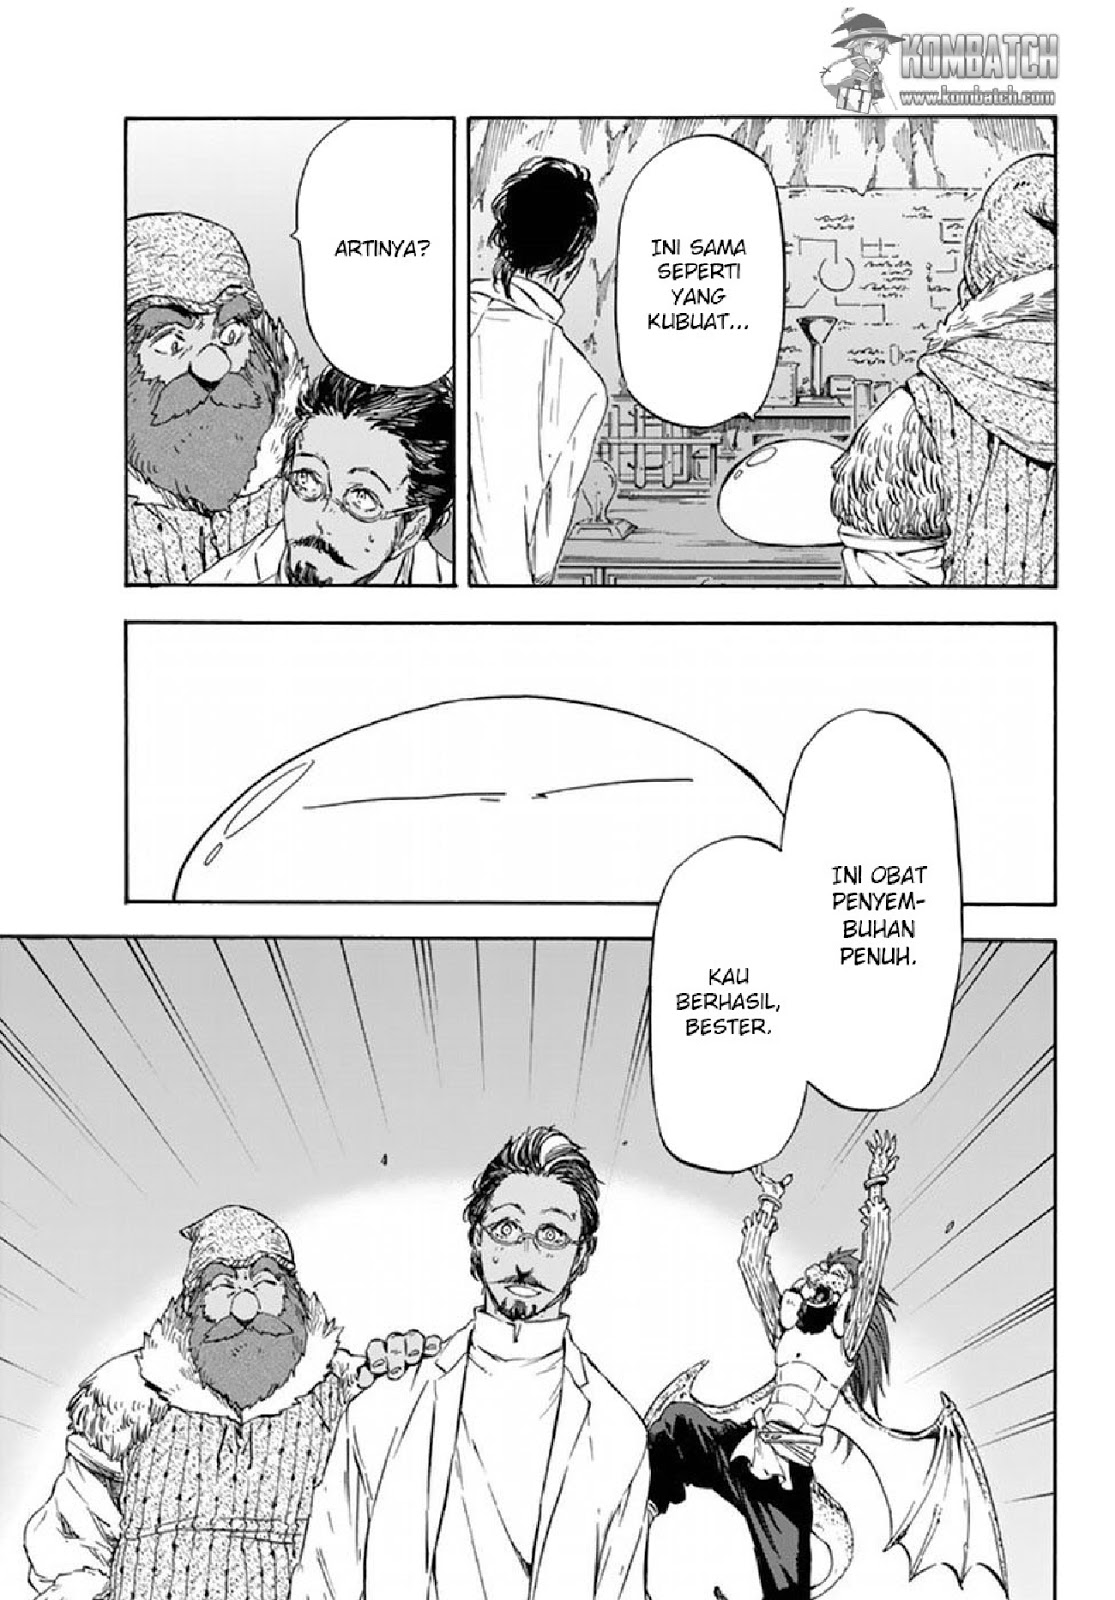 KOMBATCH
www.kombatch.com
INI SAMA
SEPERTI
YANG
KUBUAT...
ARTINYA?
INI OBAT
PENYEM-
BUHAN
PENUH.
KAU
BERHASIL,
BESTER.